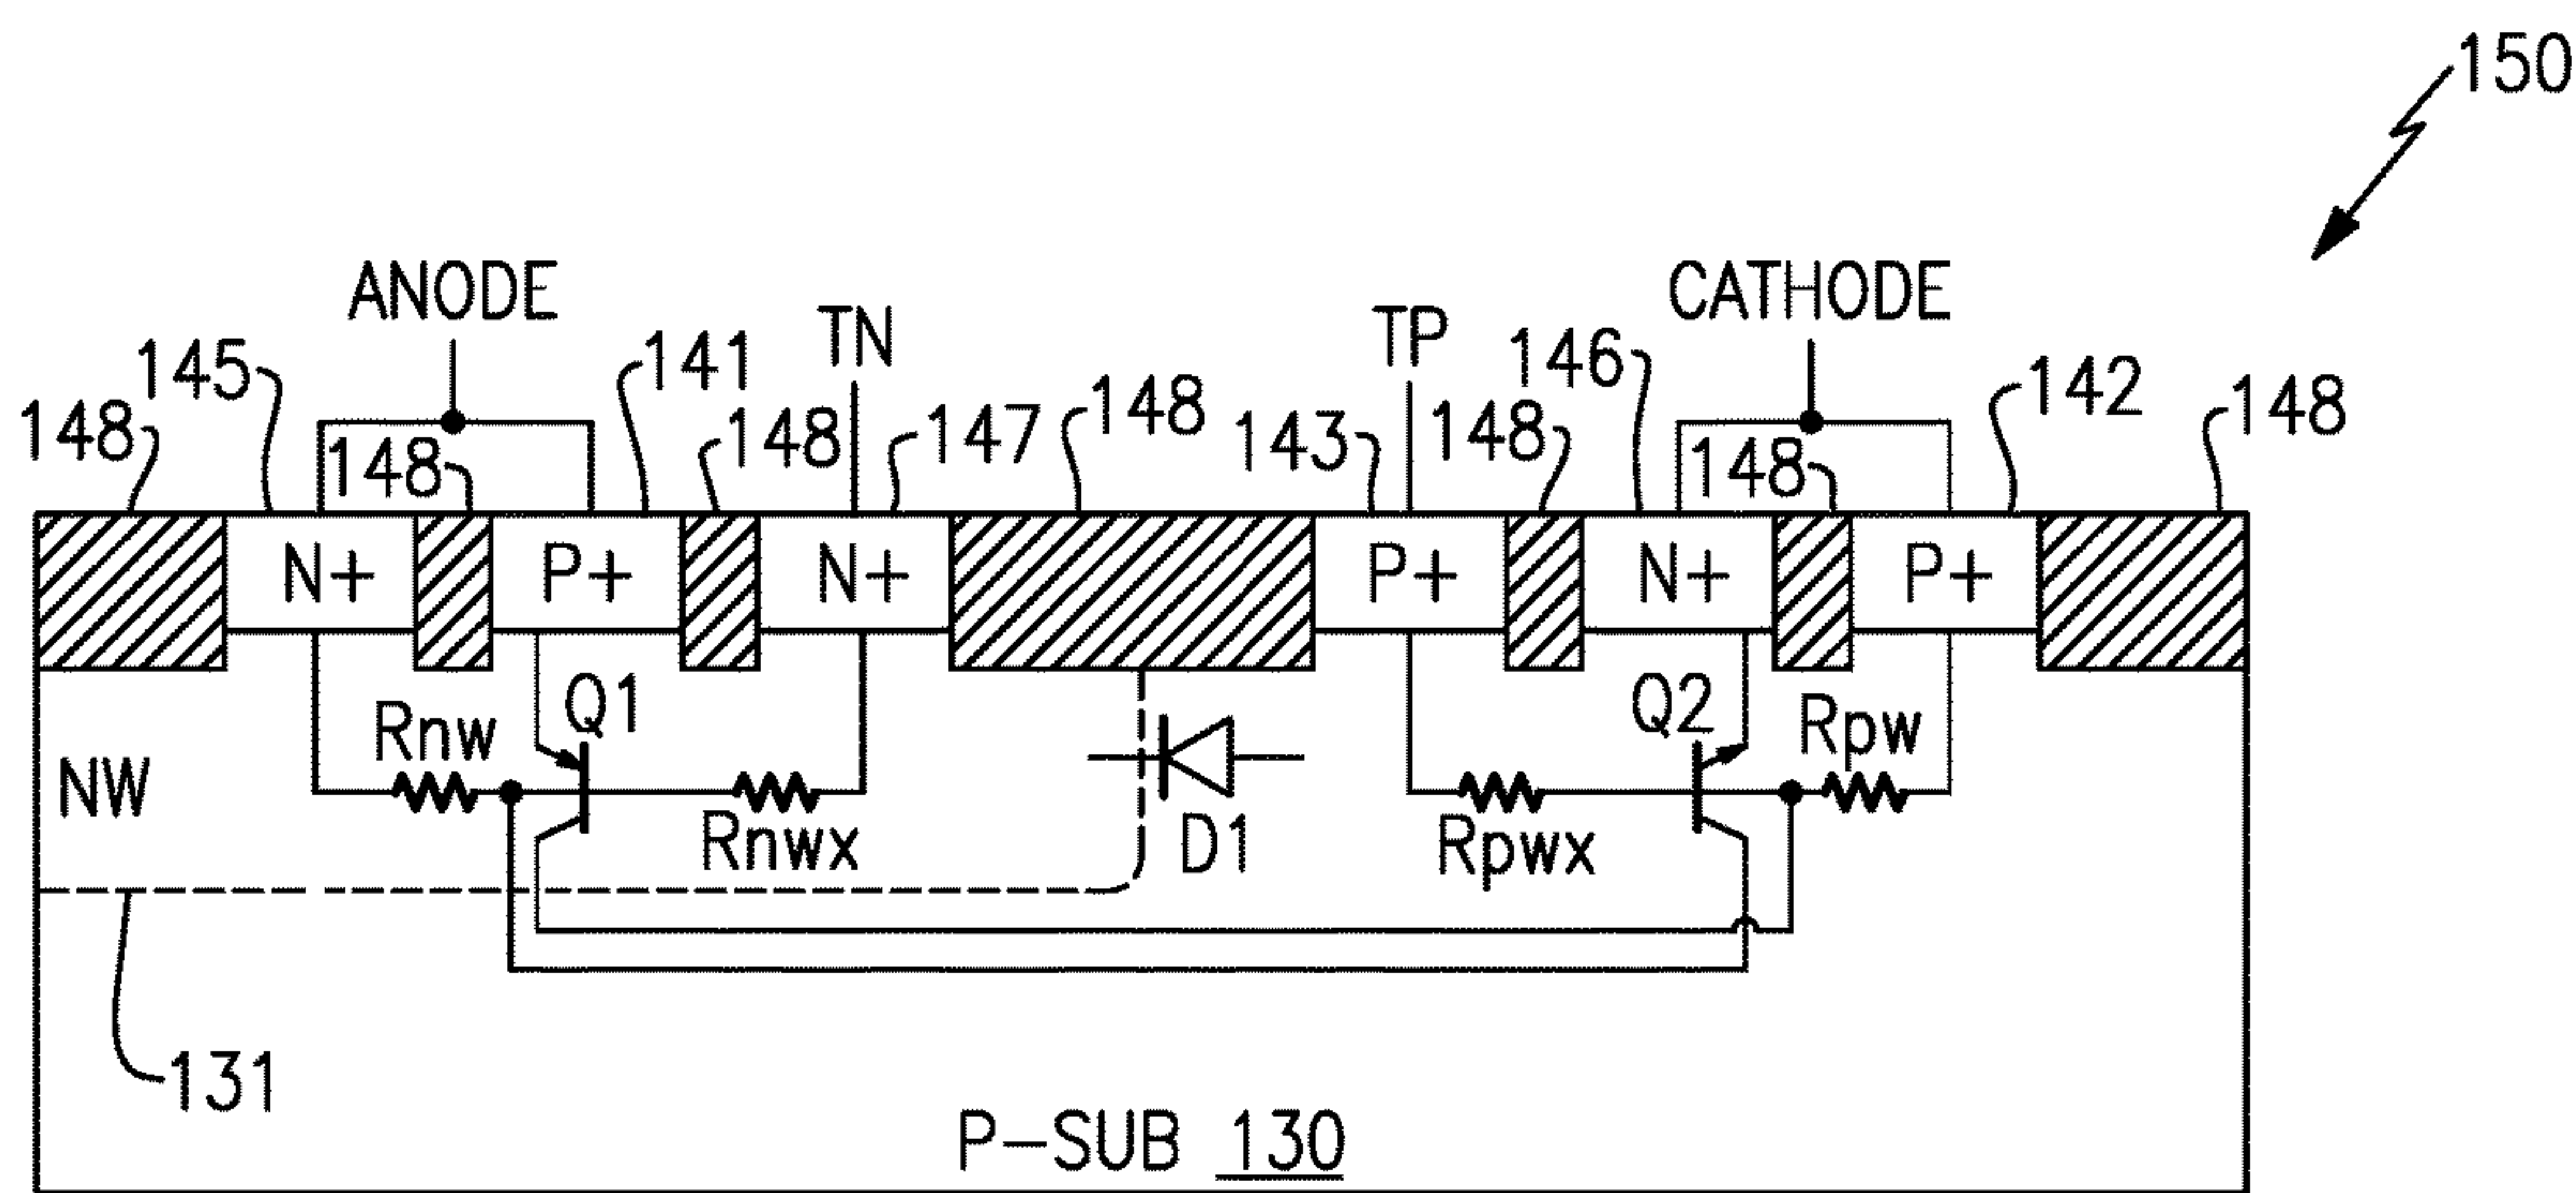 150
ANODE
CATHODE
TN
TP
145
141
146
142
148
148
148
147
148
143
148
148
148
N+
P+
N+
P+
N+
P+
Q1
Q2
Rnw
Rpw
NW
Rnwx
D1
Rpwx
131
P-SUB 130